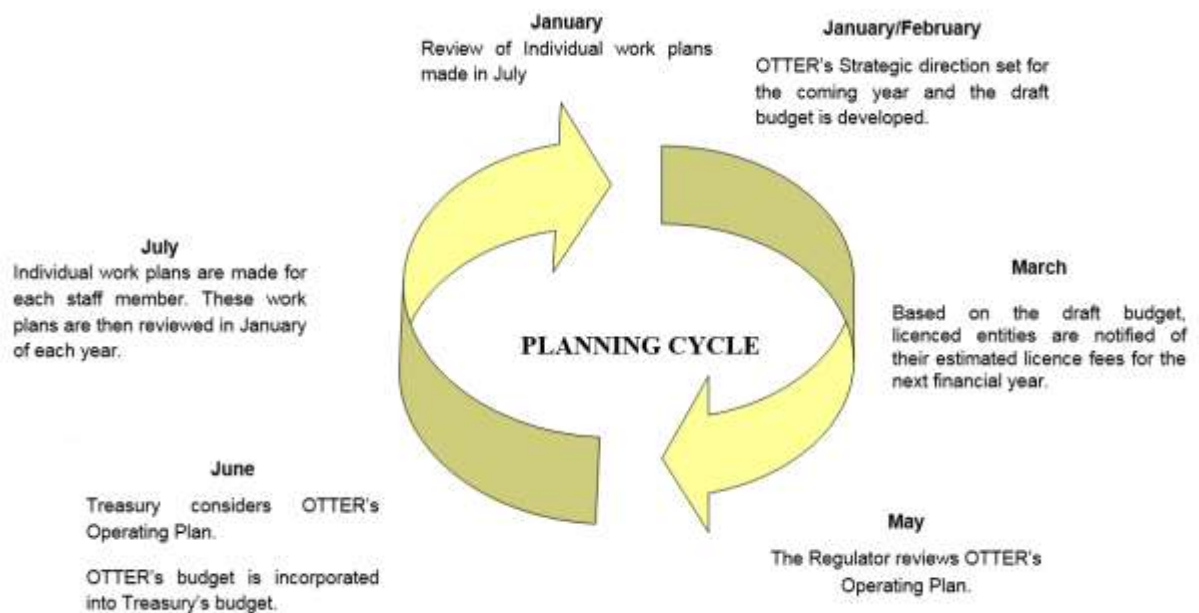 January
Review of Individual work plans
made in July
January/February
OTTER's Strategic direction set for
the coming year and the draft
budget is developed.
July
Individual work plans are made for
each staff member. These work
plans are then reviewed in January
of each year.
PLANNING CYCLE
March
Based on the draft budget,
licenced entities are notified of
their estimated licence fees for the
next financial year.
June
Treasury considers OTTER's
Operating Plan.
OTTER's budget is incorporated
into Treasury's budget.
May
The Regulator reviews OTTER's
Operating Plan.